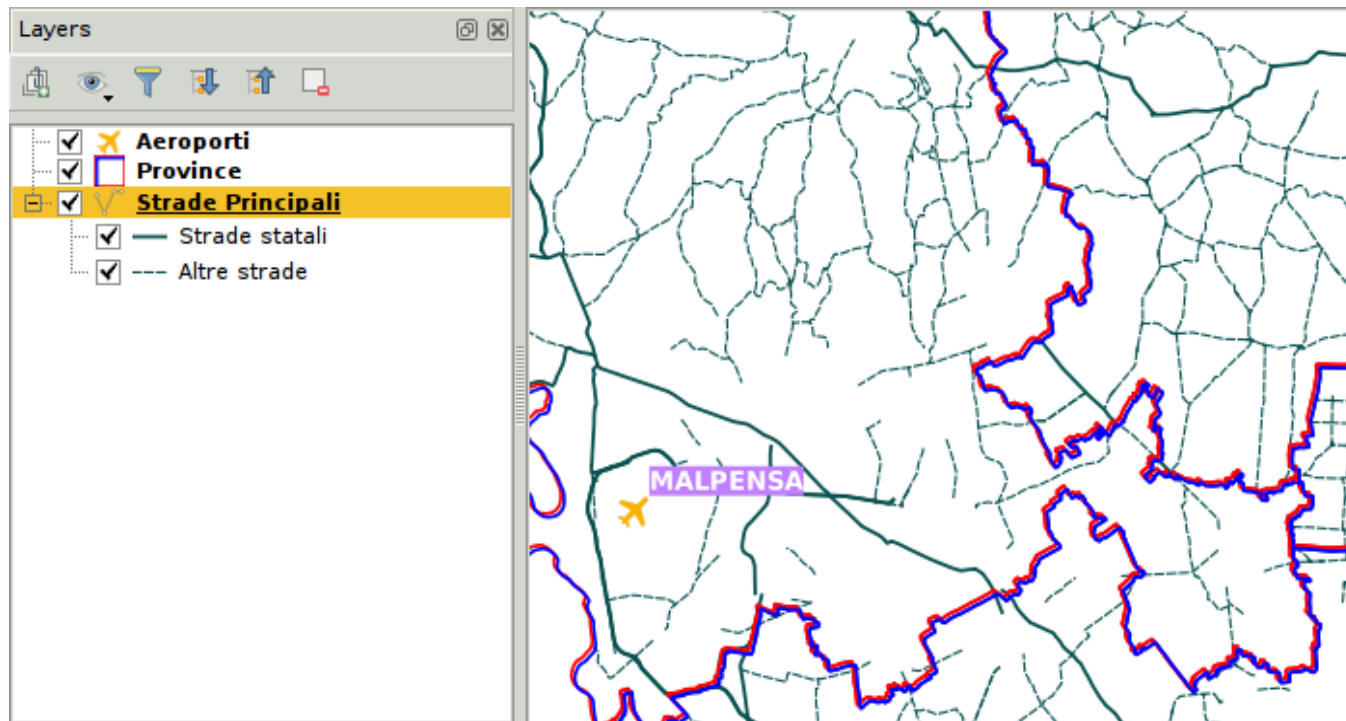 Layers
Aeroporti
Province
Strade Principali
Strade statali
Altre strade
MALPENSA